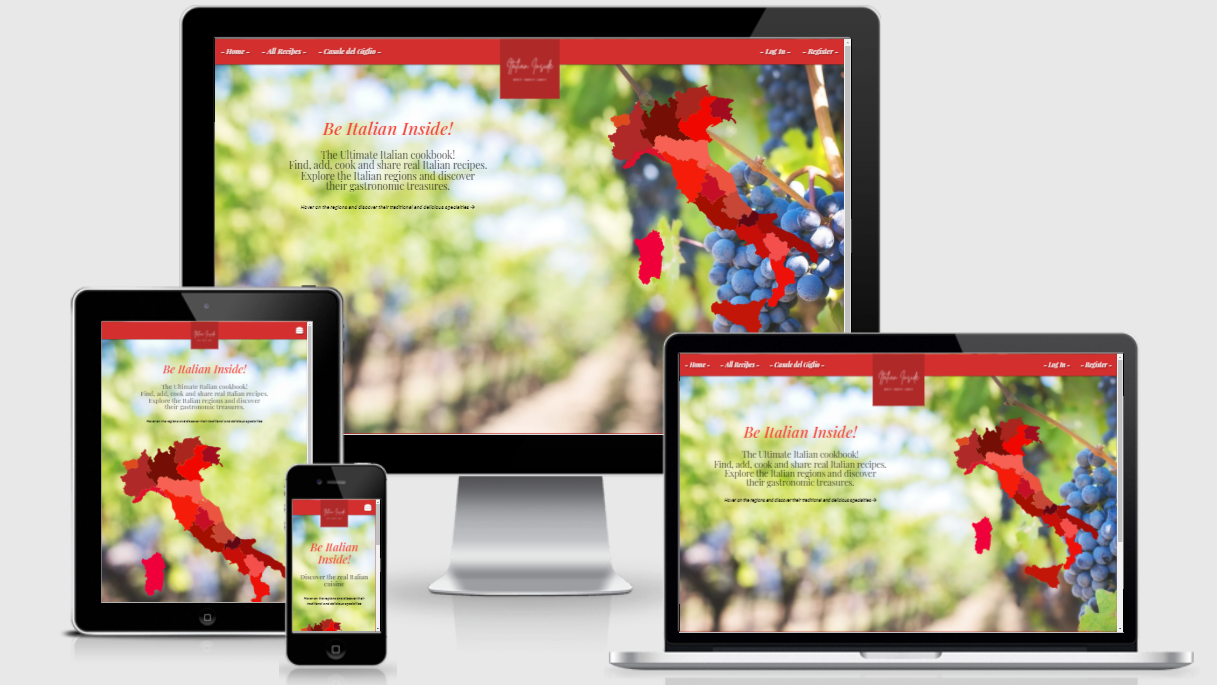 ~ Home ~ ~ All Recipes ~ ~ Casale del Giglio ~ ~ Log In ~ ~ Register ~
Italian Inside
Be Italian Inside!
The Ultimate Italian cookbook!
Find, add, cook and share real Italian recipes.
Explore the Italian regions and discover
their gastronomic treasures.
Hover on the regions and discover their traditional and delicious specialties →
Italian Inside
Be Italian Inside!
The Ultimate Italian cookbook!
Find, add, cook and share real Italian recipes.
Explore the Italian regions and discover
their gastronomic treasures.
Hover on the regions and discover their traditional and delicious specialties
Be Italian
Inside!
Discover the real Italian
cuisine
Hover on the regions and discover their
traditional and delicious specialties
~ Home ~ ~ All Recipes ~ ~ Casale del Giglio ~ ~ Log In ~ ~ Register ~
Italian Inside
Be Italian Inside!
The Ultimate Italian cookbook!
Find, add, cook and share real Italian recipes.
Explore the Italian regions and discover
their gastronomic treasures.
Hover on the regions and discover their traditional and delicious specialties →